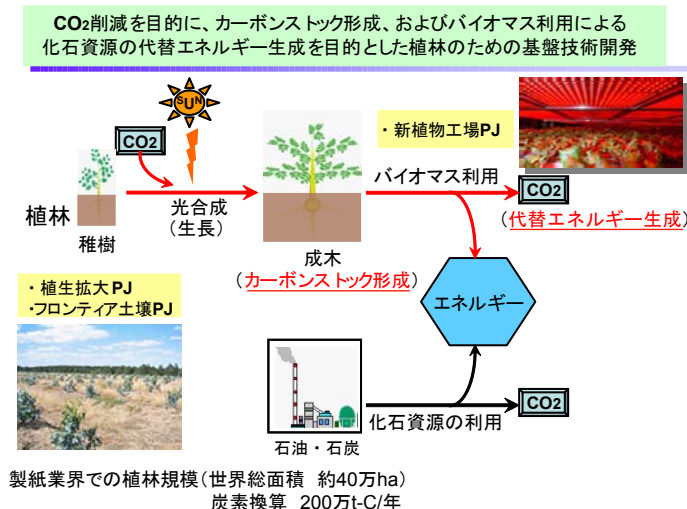 CO2削減を目的に、カーボンストック形成、およびバイオマス利用による
化石資源の代替エネルギー生成を目的とした植林のための基盤技術開発
SUN
CO2
・新植物工場PJ
バイオマス利用
CO2
植林
光合成
(生長)
(代替エネルギー生成)
稚樹
成木
(カーボンストック形成)
・植生拡大PJ
・フロンティア土壌PJ
エネルギー
CO2
化石資源の利用
石油・石炭
製紙業界での植林規模(世界総面積 約40万ha)
炭素換算 200万t-C/年